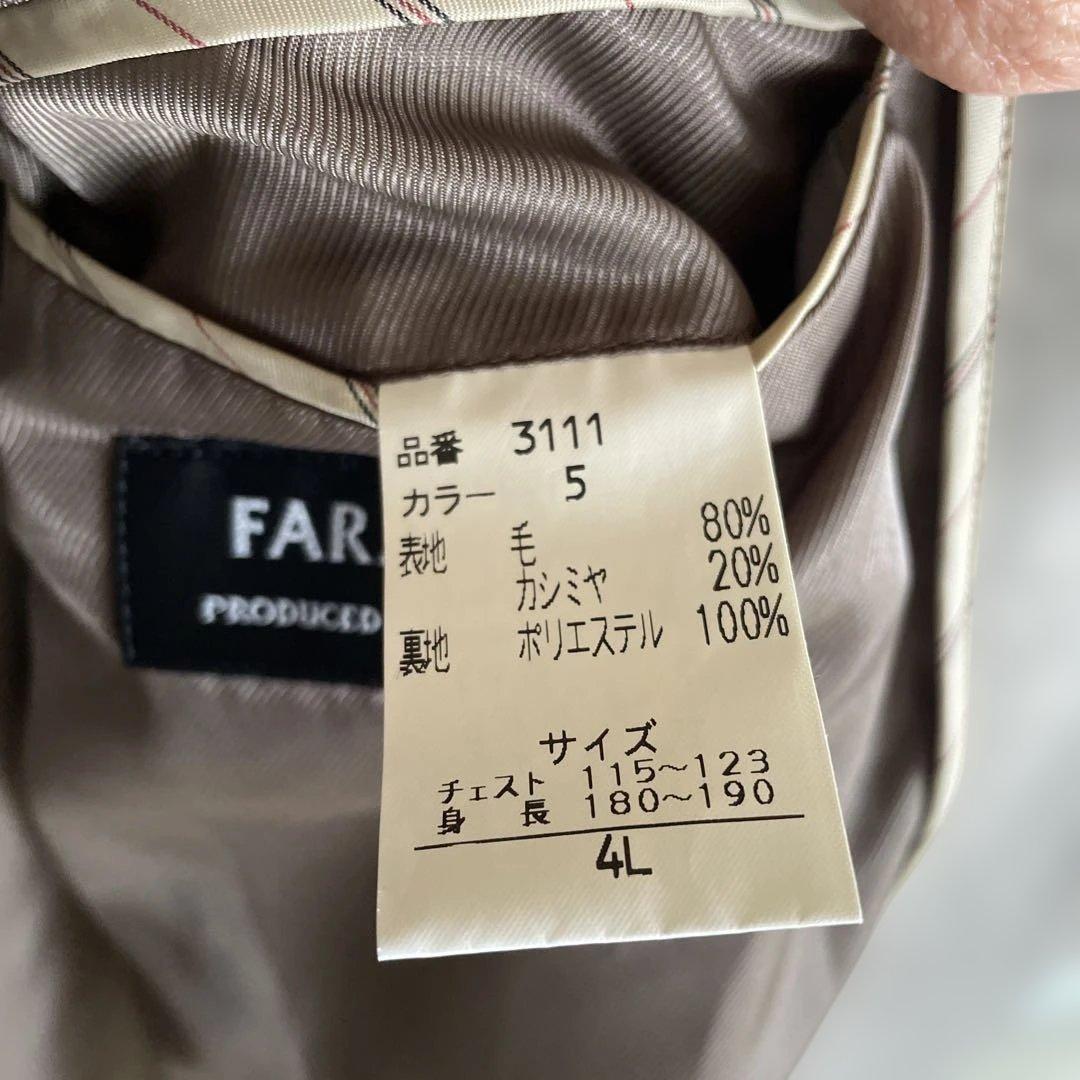 FAR
PRODUCED
品番 3111
カラー 5
表地 毛 80%
カシミヤ 20%
裏地 ポリエステル 100%
サイズ
チェスト 115~123
身長 180~190
4L